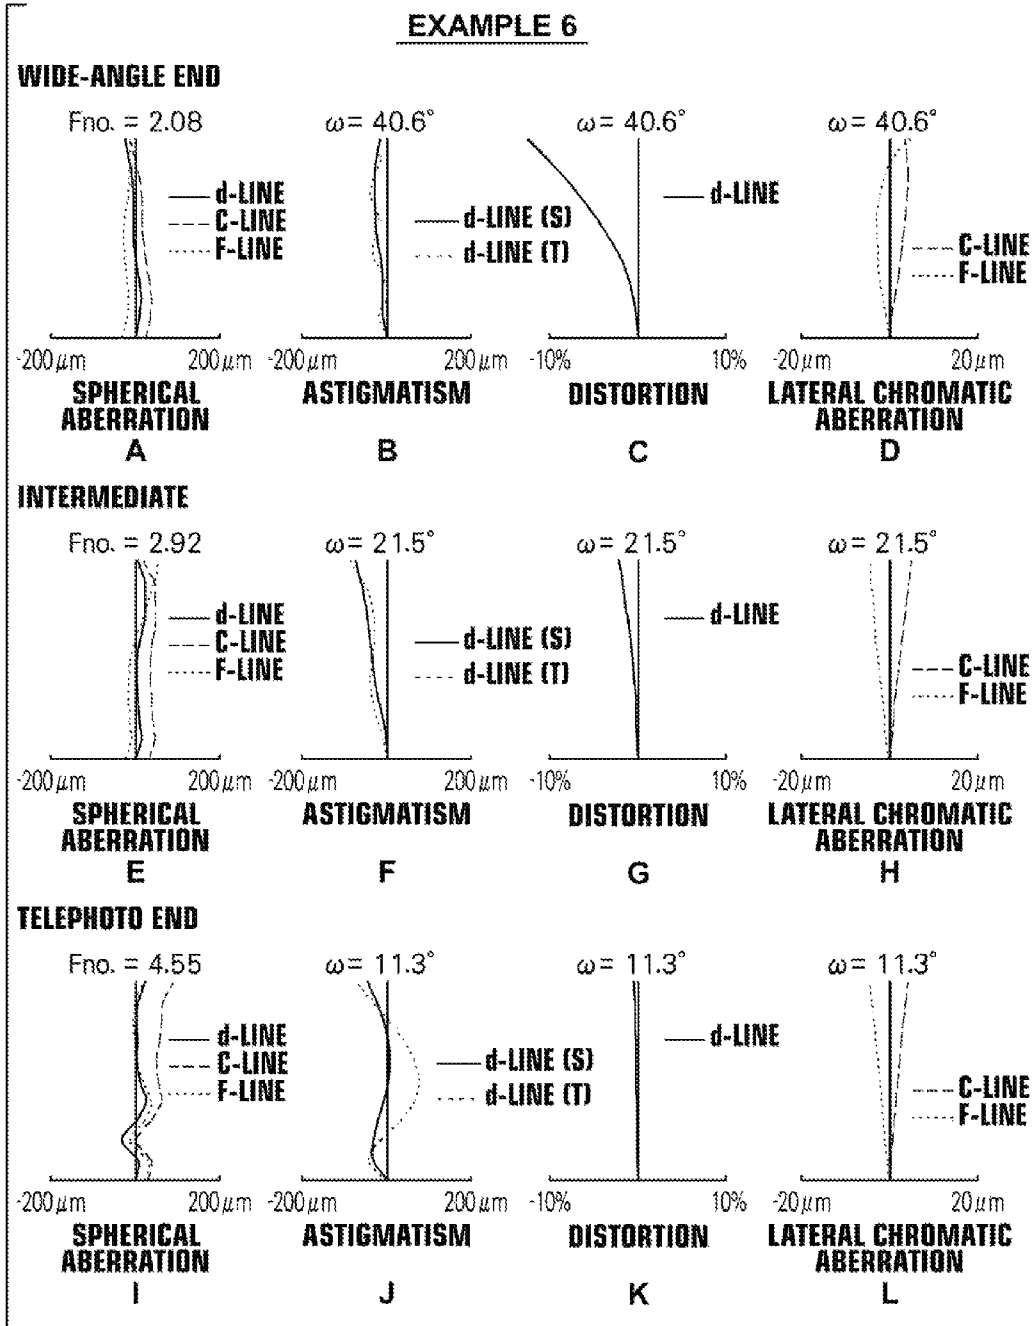 EXAMPLE 6
WIDE-ANGLE END
Fno. = 2.08
ω = 40.6°
ω = 40.6°
ω = 40.6°
d-LINE
C-LINE
F-LINE
d-LINE (S)
d-LINE (T)
d-LINE
C-LINE
F-LINE
-200μm 200μm
-200μm 200μm
-10% 10%
-20μm 20μm
SPHERICAL
ABERRATION
ASTIGMATISM
DISTORTION
LATERAL CHROMATIC
ABERRATION
A
B
C
D
INTERMEDIATE
Fno. = 2.92
ω = 21.5°
ω = 21.5°
ω = 21.5°
d-LINE
C-LINE
F-LINE
d-LINE (S)
d-LINE (T)
d-LINE
C-LINE
F-LINE
-200μm 200μm
-200μm 200μm
-10% 10%
-20μm 20μm
SPHERICAL
ABERRATION
ASTIGMATISM
DISTORTION
LATERAL CHROMATIC
ABERRATION
E
F
G
H
TELEPHOTO END
Fno. = 4.55
ω = 11.3°
ω = 11.3°
ω = 11.3°
d-LINE
C-LINE
F-LINE
d-LINE (S)
d-LINE (T)
d-LINE
C-LINE
F-LINE
-200μm 200μm
-200μm 200μm
-10% 10%
-20μm 20μm
SPHERICAL
ABERRATION
ASTIGMATISM
DISTORTION
LATERAL CHROMATIC
ABERRATION
I
J
K
L